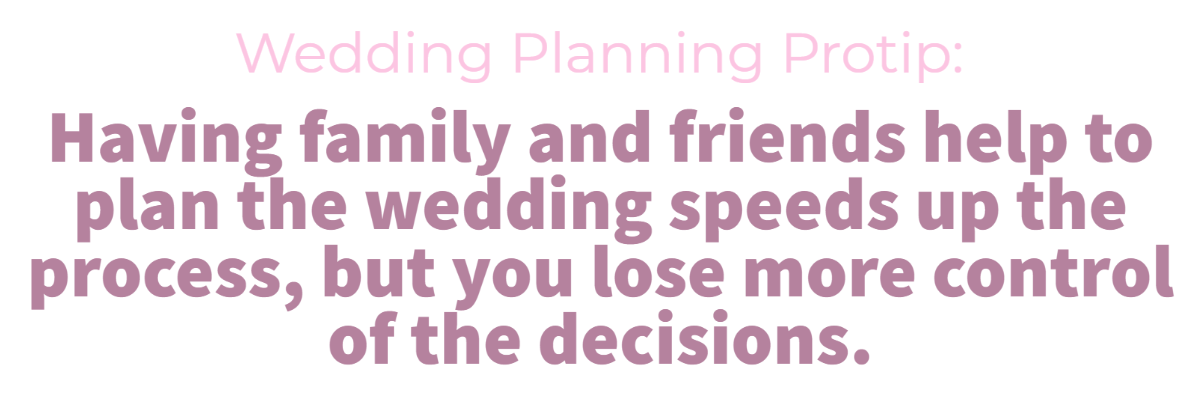 Wedding Planning Protip:
Having family and friends help to
plan the wedding speeds up the
process, but you lose more control
of the decisions.